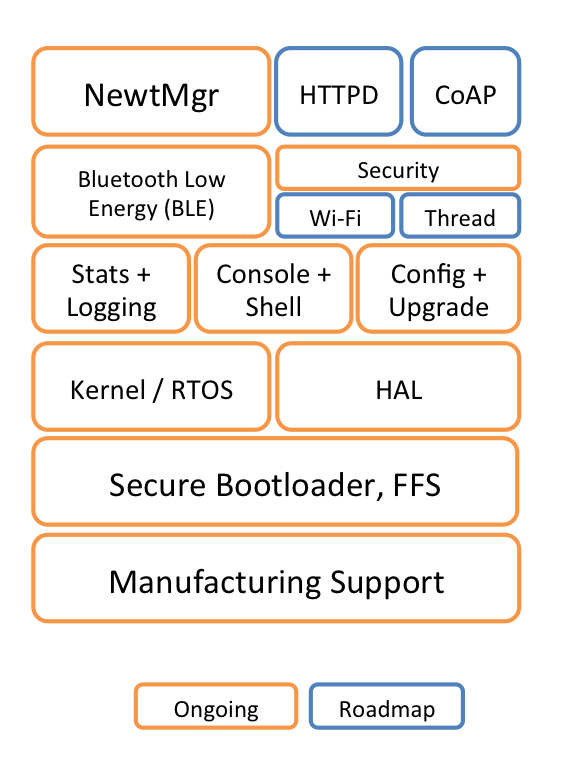 NewtMgr
HTTPD
CoAP
Bluetooth Low
Energy (BLE)
Security
Wi-Fi
Thread
Stats +
Logging
Console +
Shell
Config +
Upgrade
Kernel / RTOS
HAL
Secure Bootloader, FFS
Manufacturing Support
Ongoing
Roadmap